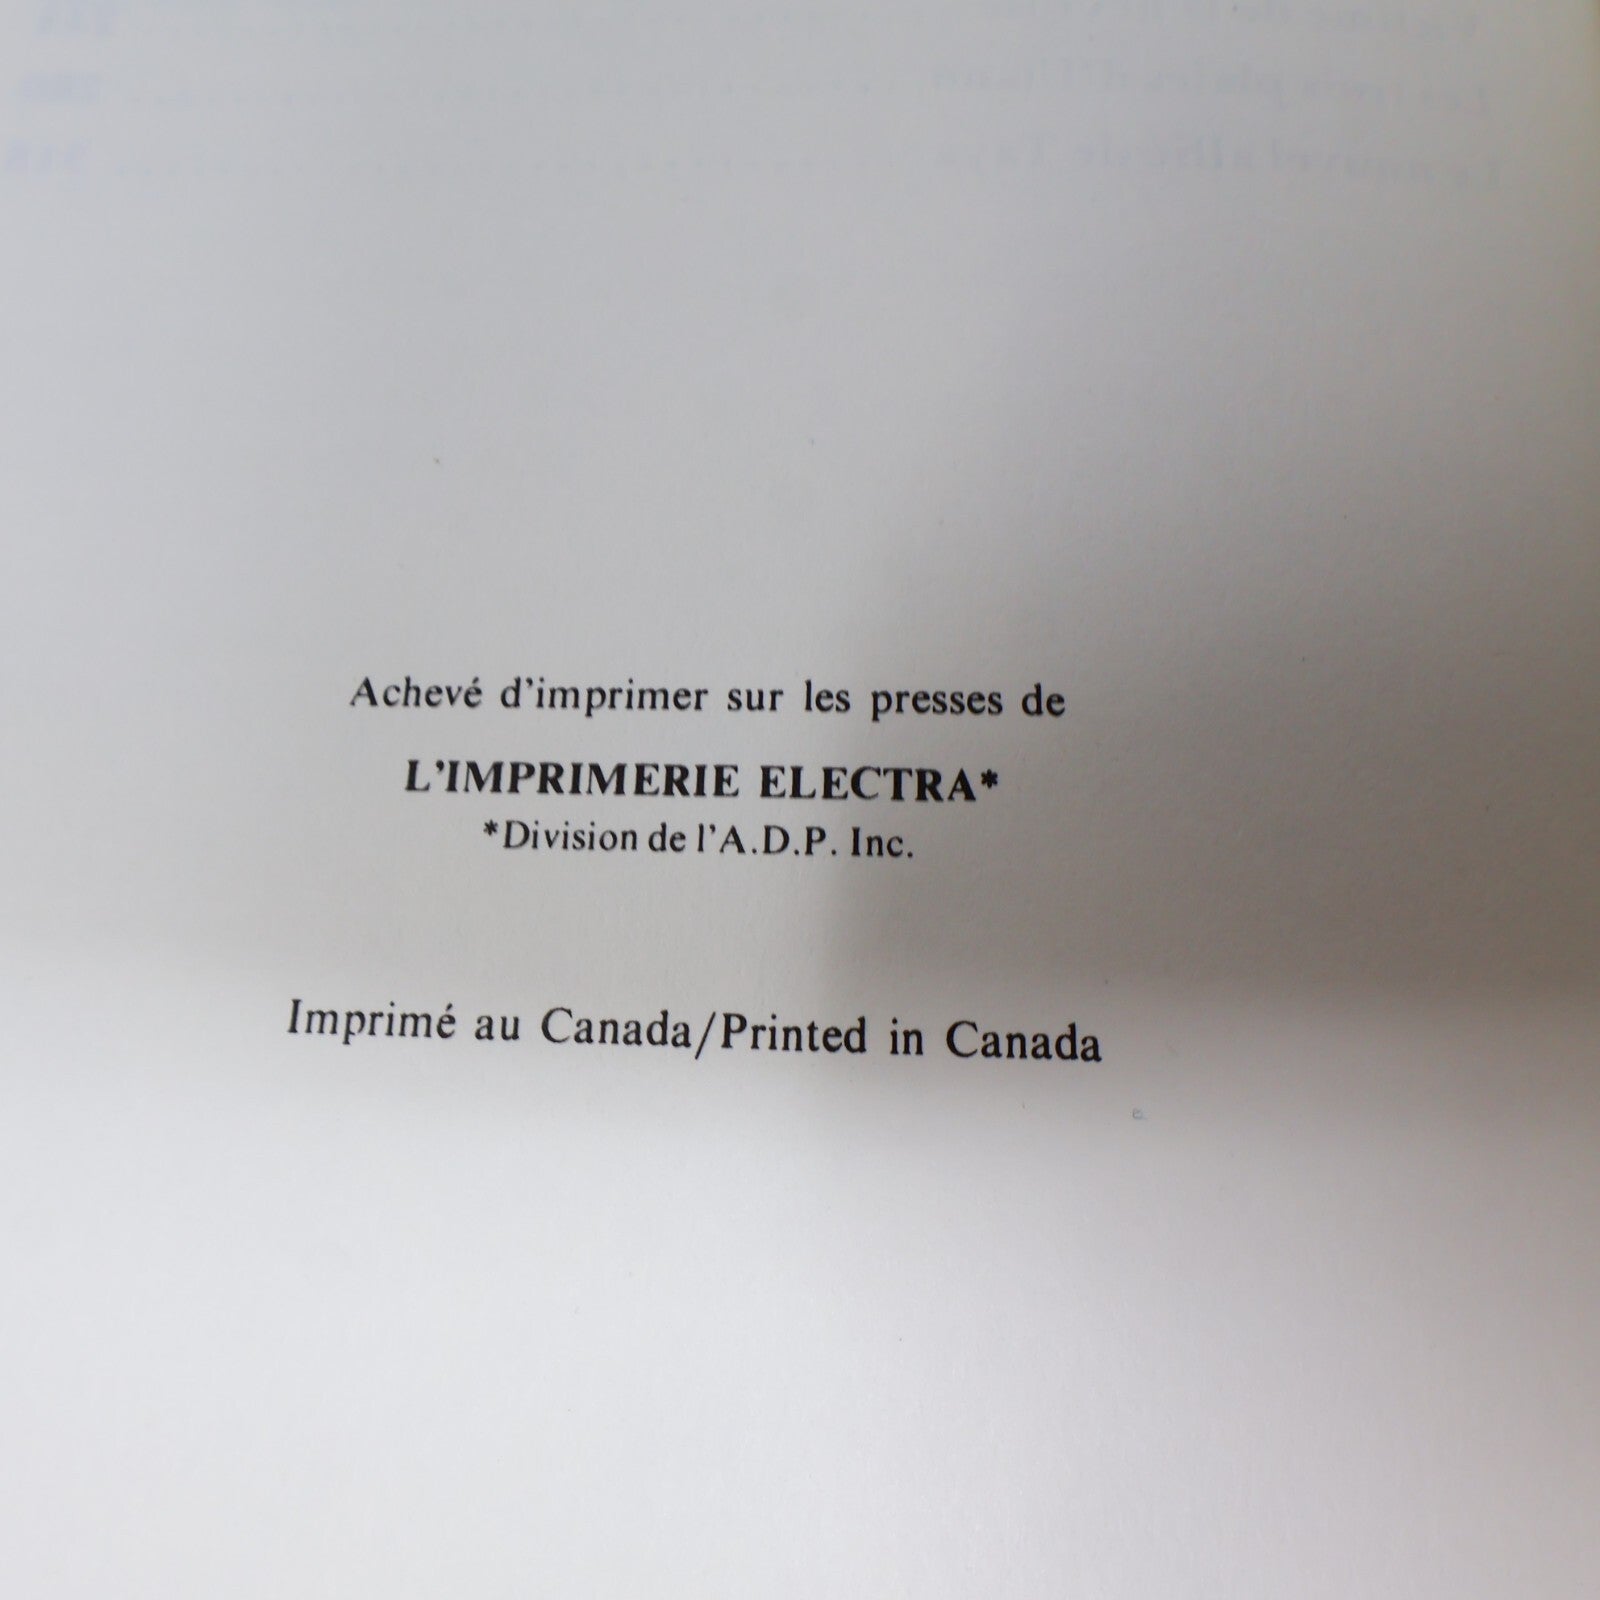 Achevé d'imprimer sur les presses de
L'IMPRIMERIE ELECTRA*
*Division de l'A.D.P. Inc.
Imprimé au Canada/Printed in Canada